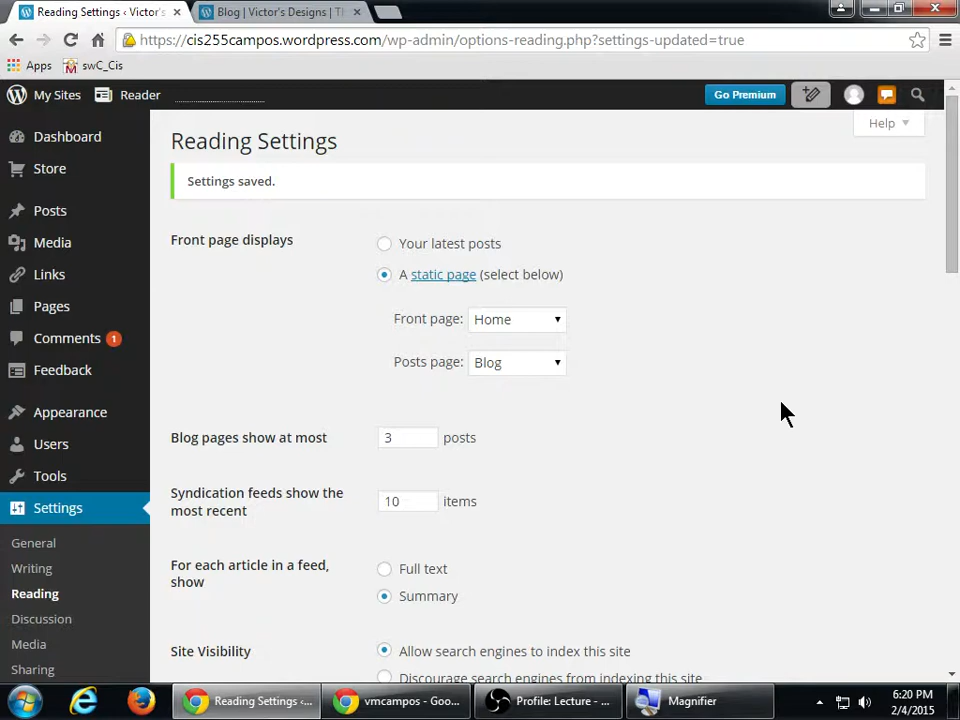 Reading Settings ‹ Victor's
Blog | Victor's Designs | Th
https://cis255campos.wordpress.com/wp-admin/options-reading.php?settings-updated=true
Apps
swC_Cis
My Sites
Reader
Go Premium
Dashboard
Store
Posts
Media
Links
Pages
Comments 1
Feedback
Appearance
Users
Tools
Settings
General
Writing
Reading
Discussion
Media
Sharing
Help
Reading Settings
Settings saved.
Front page displays
Your latest posts
A static page (select below)
Front page: Home
Posts page: Blog
Blog pages show at most 3 posts
Syndication feeds show the most recent 10 items
For each article in a feed, show
Full text
Summary
Site Visibility
Allow search engines to index this site
Discourage search engines from indexing this site
Reading Settings ‹...
vmcampos - Goo...
Profile: Lecture - ...
Magnifier
6:20 PM
2/4/2015